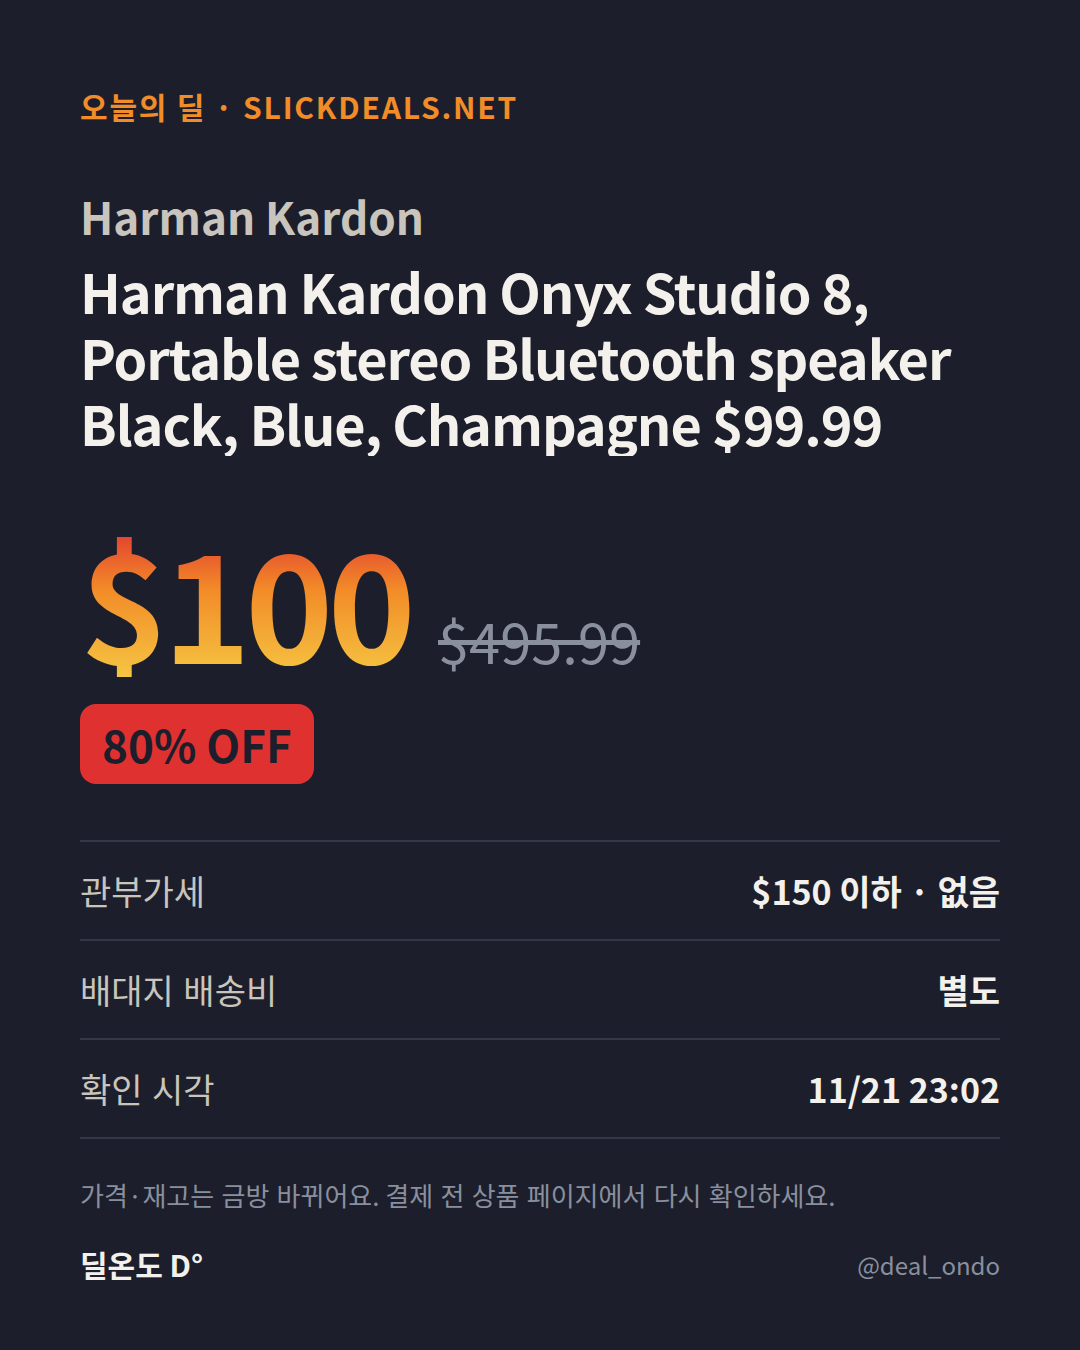 오늘의 딜 · SLICKDEALS.NET
Harman Kardon
Harman Kardon Onyx Studio 8,
Portable stereo Bluetooth speaker
Black, Blue, Champagne $99.99
$100 $495.99
80% OFF
관부가세 $150 이하 · 없음
배대지 배송비 별도
확인 시각 11/21 23:02
가격·재고는 금방 바뀌어요. 결제 전 상품 페이지에서 다시 확인하세요.
딜온도 D° @deal_ondo